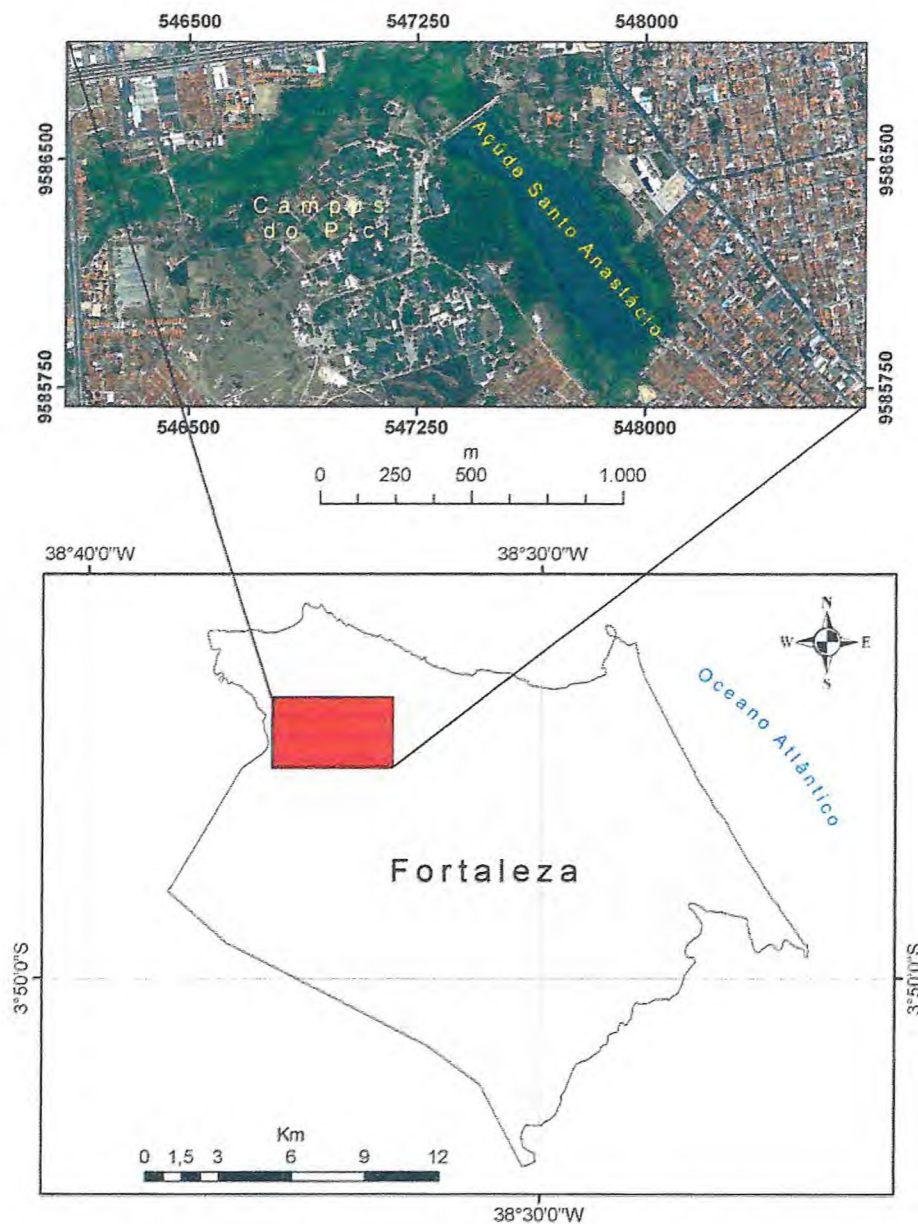 546500 547250 548000
9586500 9586500
Açúde Santo Anastácio
Campus
do Pici
9585750 9585750
546500 547250 548000
m
0 250 500 1.000
38°40'0"W 38°30'0"W
N
W E
S
Oceano Atlântico
Fortaleza
3°50'0"S 3°50'0"S
Km
0 1,5 3 6 9 12
38°30'0"W